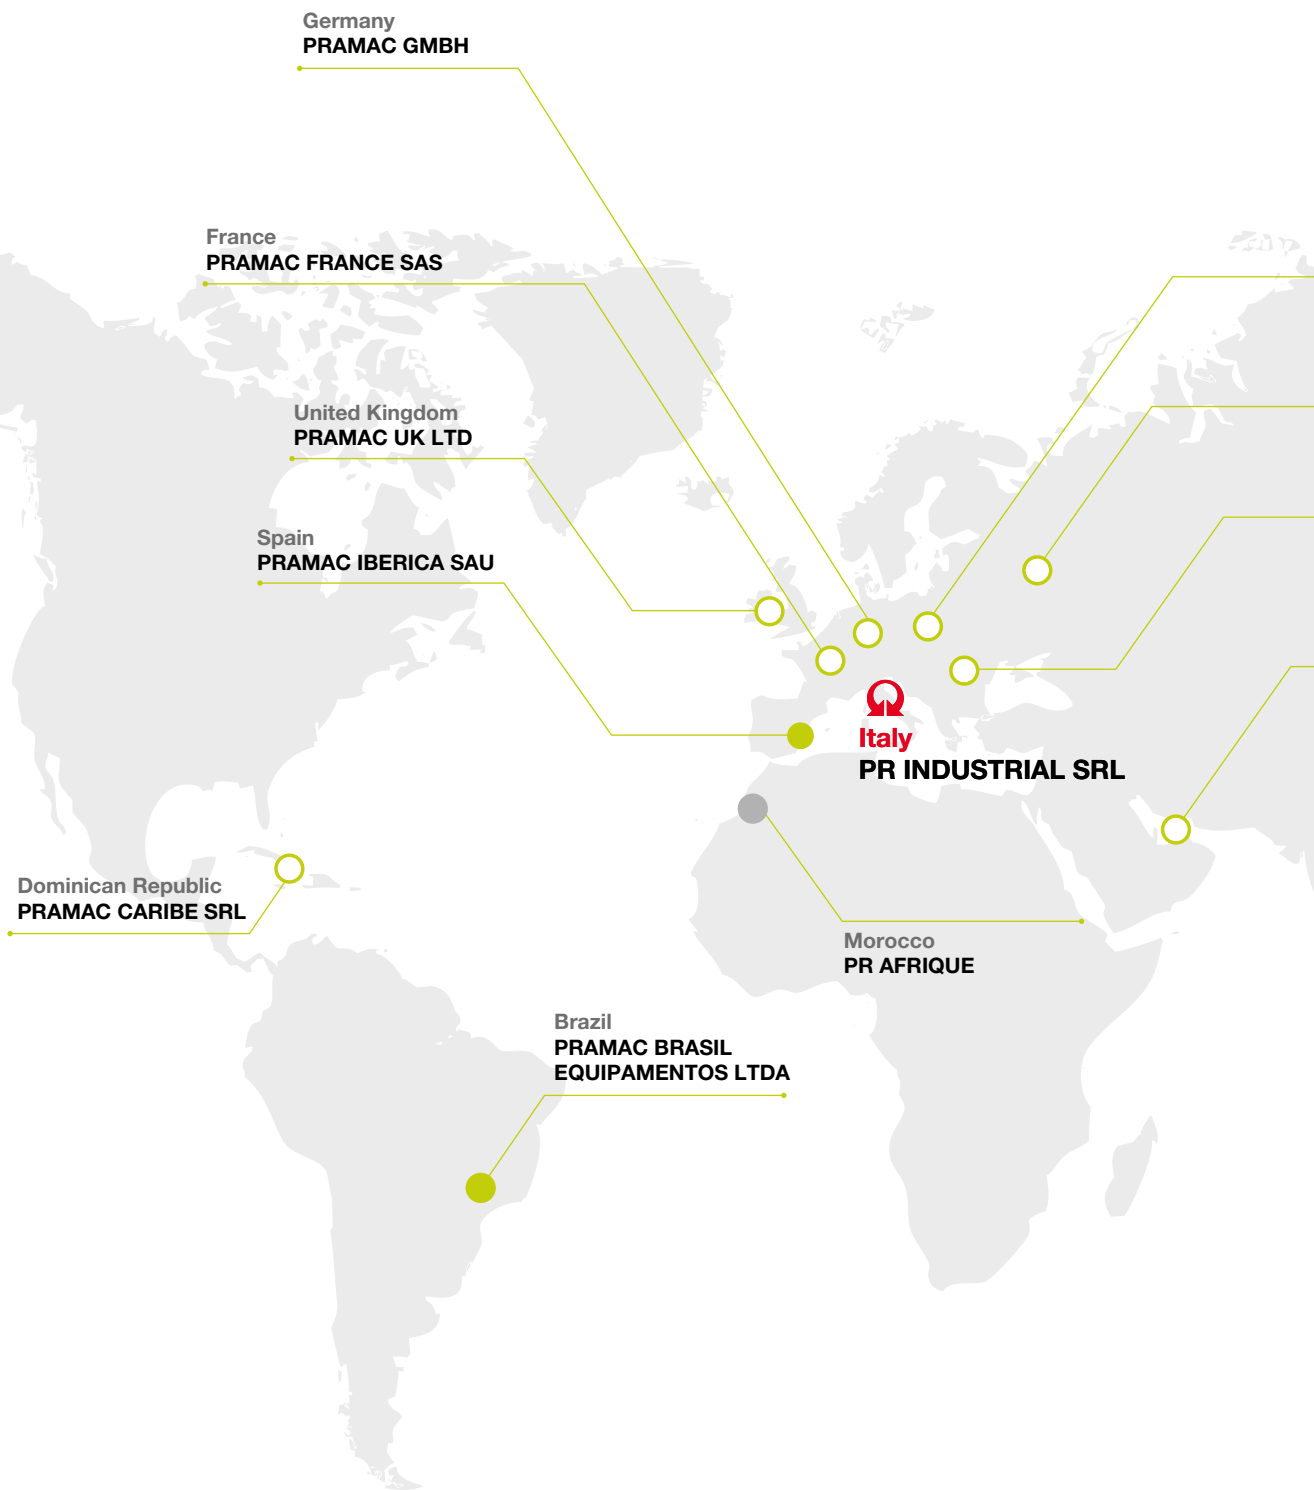 Germany
PRAMAC GMBH
France
PRAMAC FRANCE SAS
United Kingdom
PRAMAC UK LTD
Spain
PRAMAC IBERICA SAU
Italy
PR INDUSTRIAL SRL
Dominican Republic
PRAMAC CARIBE SRL
Morocco
PR AFRIQUE
Brazil
PRAMAC BRASIL
EQUIPAMENTOS LTDA